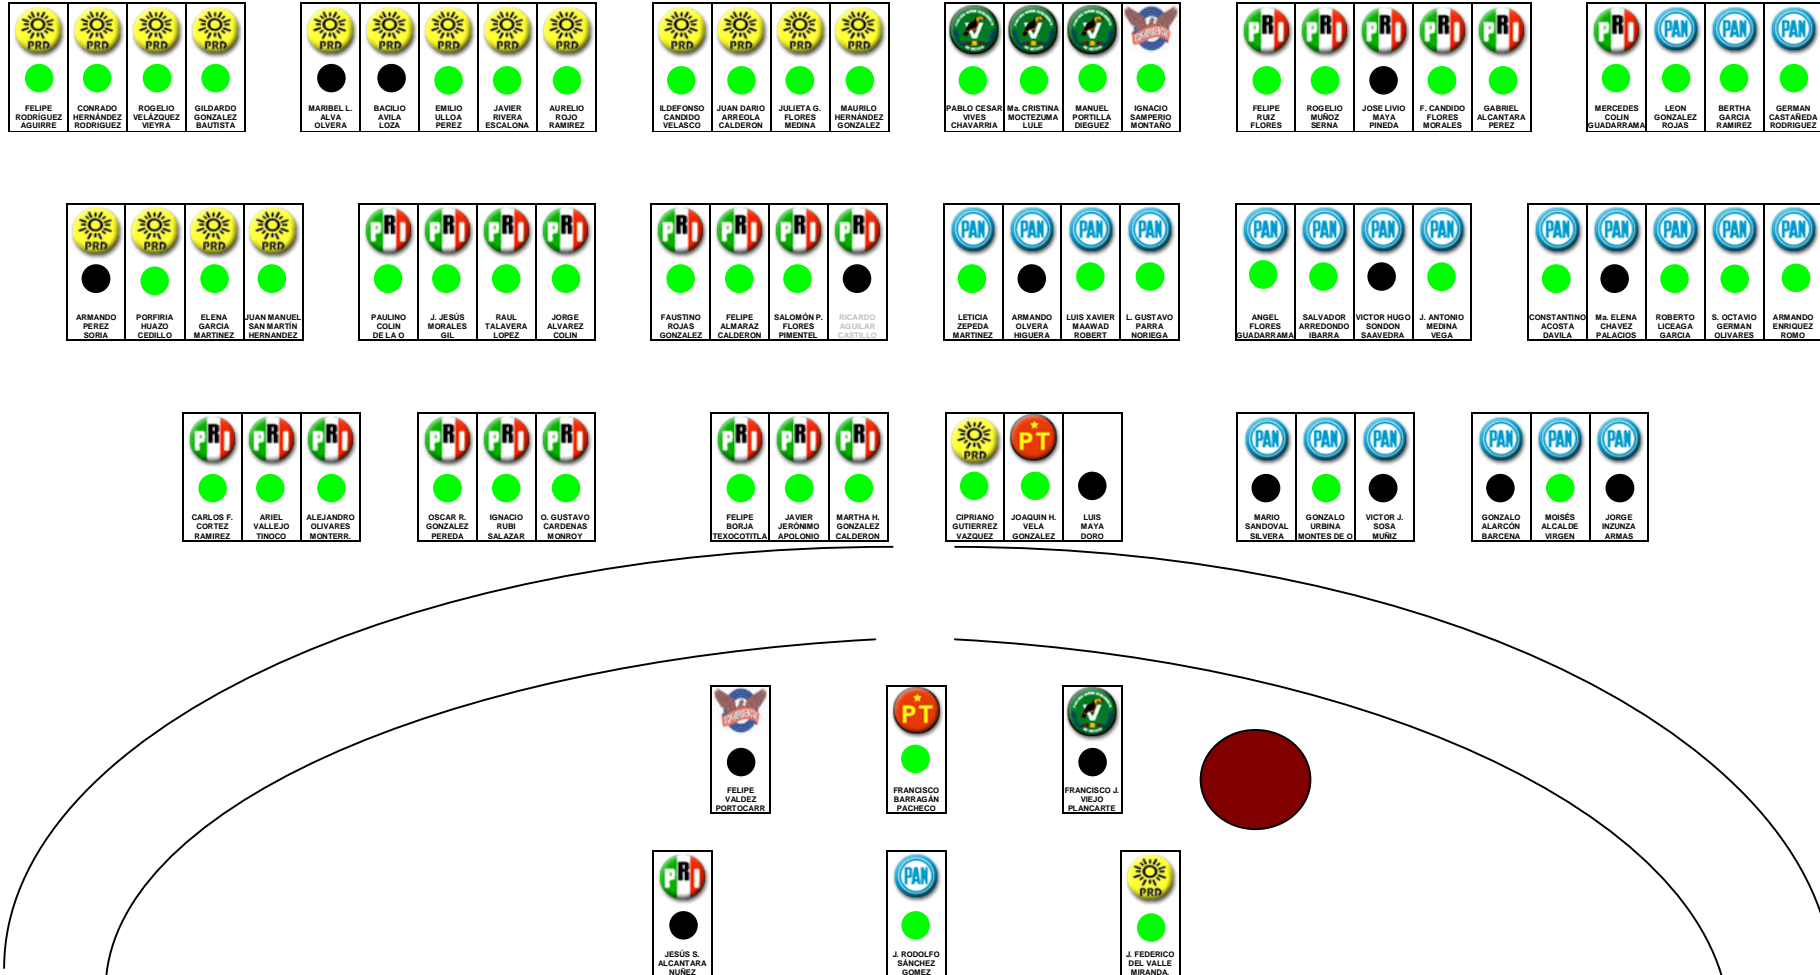 PRD PRD PRD PRD
FELIPE RODRÍGUEZ AGUIRRE
CONRADO HERNÁNDEZ RODRIGUEZ
ROGELIO VELÁZQUEZ VIEYRA
GILDARDO GONZALEZ BAUTISTA
PRD PRD PRD PRD PRD
MARIBEL L. ALVA OLVERA
BACILIO AVILA LOZA
EMILIO ULLOA PEREZ
JAVIER RIVERA ESCALONA
AURELIO ROJO RAMIREZ
PRD PRD PRD PRD
ILDEFONSO CANDIDO VELASCO
JUAN DARIO ARREOLA CALDERON
JULIETA G. FLORES MEDINA
MAURILO HERNÁNDEZ GONZALEZ
CONVERGENCIA
PABLO CESAR VIVES CHAVARRIA
Ma. CRISTINA MOCTEZUMA LULE
MANUEL PORTILLA DIEGUEZ
IGNACIO SAMPERIO MONTAÑO
PRI PRI PRI PRI PRI
FELIPE RUIZ FLORES
ROGELIO MUÑOZ SERNA
JOSE LIVIO MAYA PINEDA
F. CANDIDO FLORES MORALES
GABRIEL ALCANTARA PEREZ
PRI PAN PAN PAN
MERCEDES COLIN GUADARRAMA
LEON GONZALEZ ROJAS
BERTHA GARCIA RAMIREZ
GERMAN CASTAÑEDA RODRIGUEZ
PRD PRD PRD PRD
ARMANDO PEREZ SORIA
PORFIRIA HUAZO CEDILLO
ELENA GARCIA MARTINEZ
JUAN MANUEL SAN MARTÍN HERNANDEZ
PRI PRI PRI PRI
PAULINO COLIN DE LA O
J. JESÚS MORALES GIL
RAUL TALAVERA LOPEZ
JORGE ALVAREZ COLIN
PRI PRI PRI PRI
FAUSTINO ROJAS GONZALEZ
FELIPE ALMARAZ CALDERON
SALOMÓN P. FLORES PIMENTEL
RICARDO AGUILAR CASTILLO
PAN PAN PAN PAN
LETICIA ZEPEDA MARTINEZ
ARMANDO OLVERA HIGUERA
LUIS XAVIER MAAWAD ROBERT
L. GUSTAVO PARRA NORIEGA
PAN PAN PAN PAN
ANGEL FLORES GUADARRAMA
SALVADOR ARREDONDO IBARRA
VICTOR HUGO SONDON SAAVEDRA
J. ANTONIO MEDINA VEGA
PAN PAN PAN PAN PAN
CONSTANTINO ACOSTA DAVILA
Ma. ELENA CHAVEZ PALACIOS
ROBERTO LICEAGA GARCIA
S. OCTAVIO GERMAN OLIVARES
ARMANDO ENRIQUEZ ROMO
PRI PRI PRI
CARLOS F. CORTEZ RAMIREZ
ARIEL VALLEJO TINOCO
ALEJANDRO OLIVARES MONTERR.
PRI PRI PRI
OSCAR R. GONZALEZ PEREDA
IGNACIO RUBI SALAZAR
O. GUSTAVO CARDENAS MONROY
PRI PRI PRI
FELIPE BORJA TEXOCOTITLA
JAVIER JERÓNIMO APOLONIO
MARTHA H. GONZALEZ CALDERON
PRD PT
CIPRIANO GUTIERREZ VAZQUEZ
JOAQUIN H. VELA GONZALEZ
LUIS MAYA DORO
PAN PAN PAN
MARIO SANDOVAL SILVERA
GONZALO URBINA MONTES DE O
VICTOR J. SOSA MUÑIZ
PAN PAN PAN
GONZALO ALARCÓN BARCENA
MOISÉS ALCALDE VIRGEN
JORGE INZUNZA ARMAS
CONVERGENCIA
FELIPE VALDEZ PORTOCARR
PT
FRANCISCO BARRAGÁN PACHECO
FRANCISCO J. VIEJO PLANCARTE
PRI
JESÚS S. ALCANTARA NUÑEZ
PAN
J. RODOLFO SÁNCHEZ GOMEZ
PRD
J. FEDERICO DEL VALLE MIRANDA.